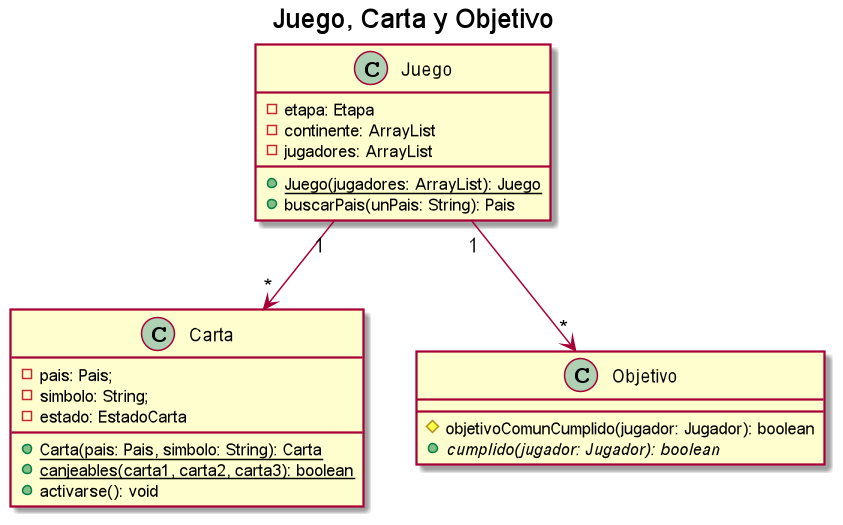 Juego, Carta y Objetivo
C Juego
etapa: Etapa
continente: ArrayList
jugadores: ArrayList
Juego(jugadores: ArrayList): Juego
buscarPais(unPais: String): Pais
1
1
*
*
C Carta
pais: Pais;
simbolo: String;
estado: EstadoCarta
Carta(pais: Pais, simbolo: String): Carta
canjeables(carta1, carta2, carta3): boolean
activarse(): void
C Objetivo
objetivoComunCumplido(jugador: Jugador): boolean
cumplido(jugador: Jugador): boolean